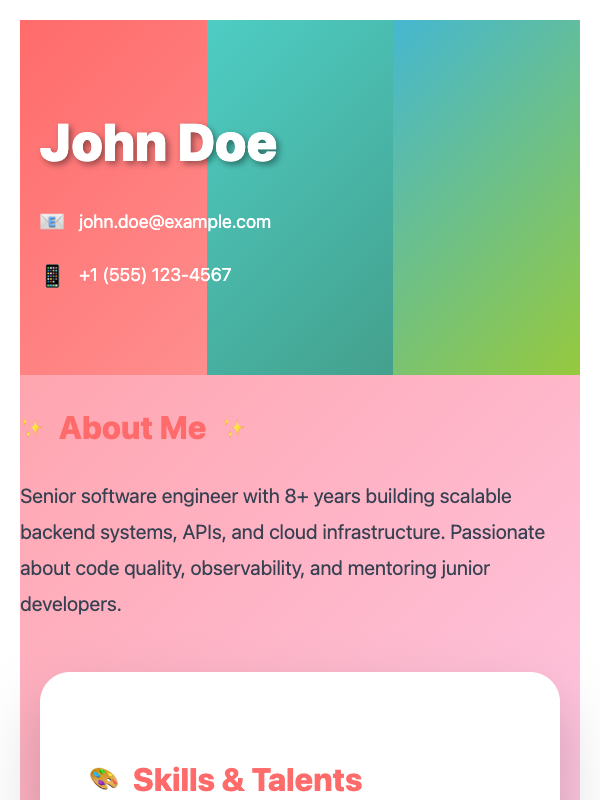 John Doe
john.doe@example.com
+1 (555) 123-4567
About Me
Senior software engineer with 8+ years building scalable
backend systems, APIs, and cloud infrastructure. Passionate
about code quality, observability, and mentoring junior
developers.
Skills & Talents